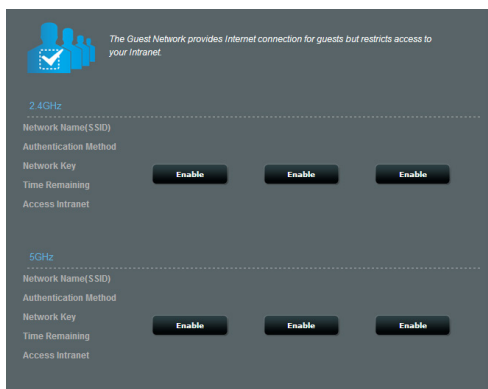 The Guest Network provides Internet connection for guests but restricts access to
your Intranet.
2.4GHz
Network Name(SSID)
Authentication Method
Network Key
Enable Enable Enable
Time Remaining
Access Intranet
5GHz
Network Name(SSID)
Authentication Method
Network Key
Enable Enable Enable
Time Remaining
Access Intranet